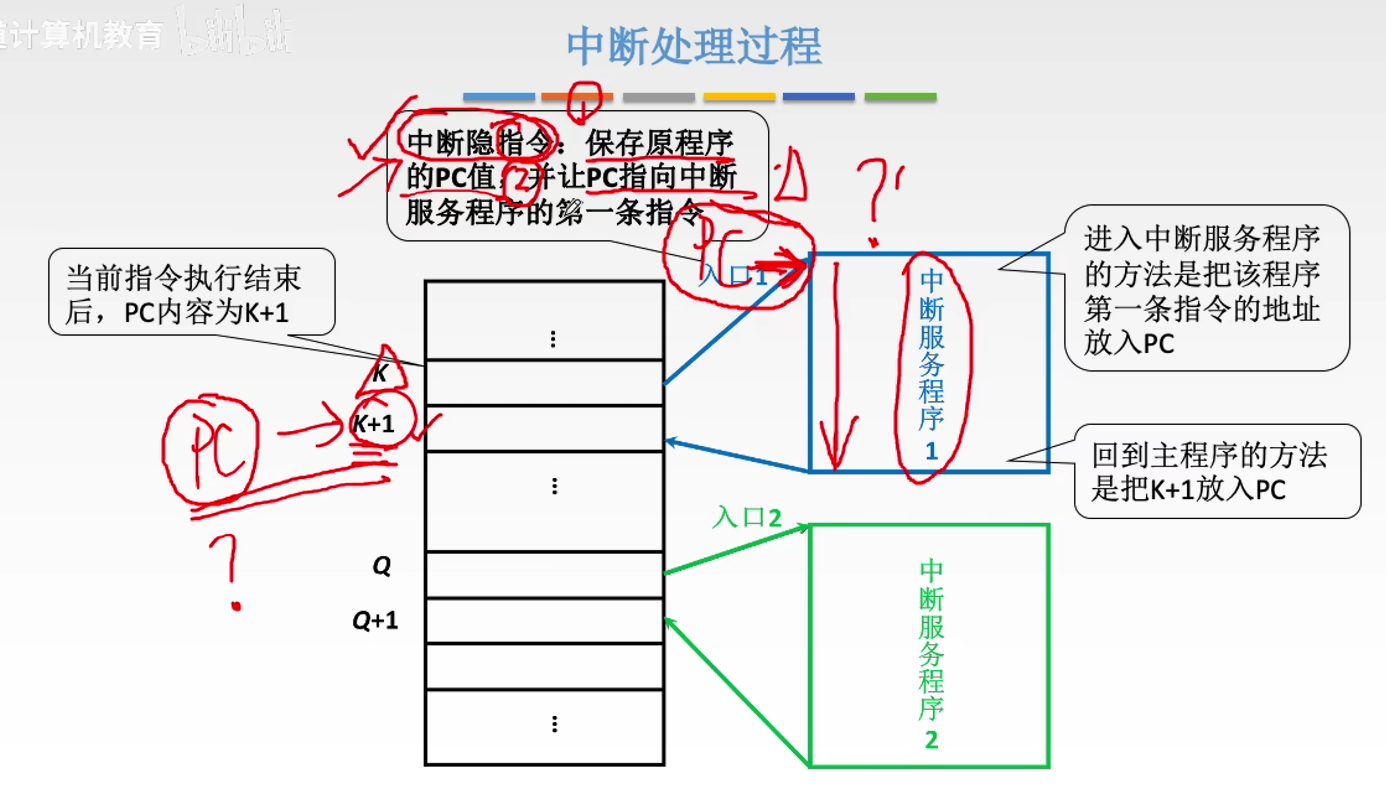 道计算机教育 bilibili
中断处理过程
中断隐指令：保存原程序
的PC值，并让PC指向中断
服务程序的第一条指令
1
2
?
PC
入口1
当前指令执行结束
后，PC内容为K+1
进入中断服务程序
的方法是把该程序
第一条指令的地址
放入PC
中断服务程序1
⋮
K
K+1
PC
?
回到主程序的方法
是把K+1放入PC
⋮
入口2
Q
Q+1
中断服务程序2
⋮